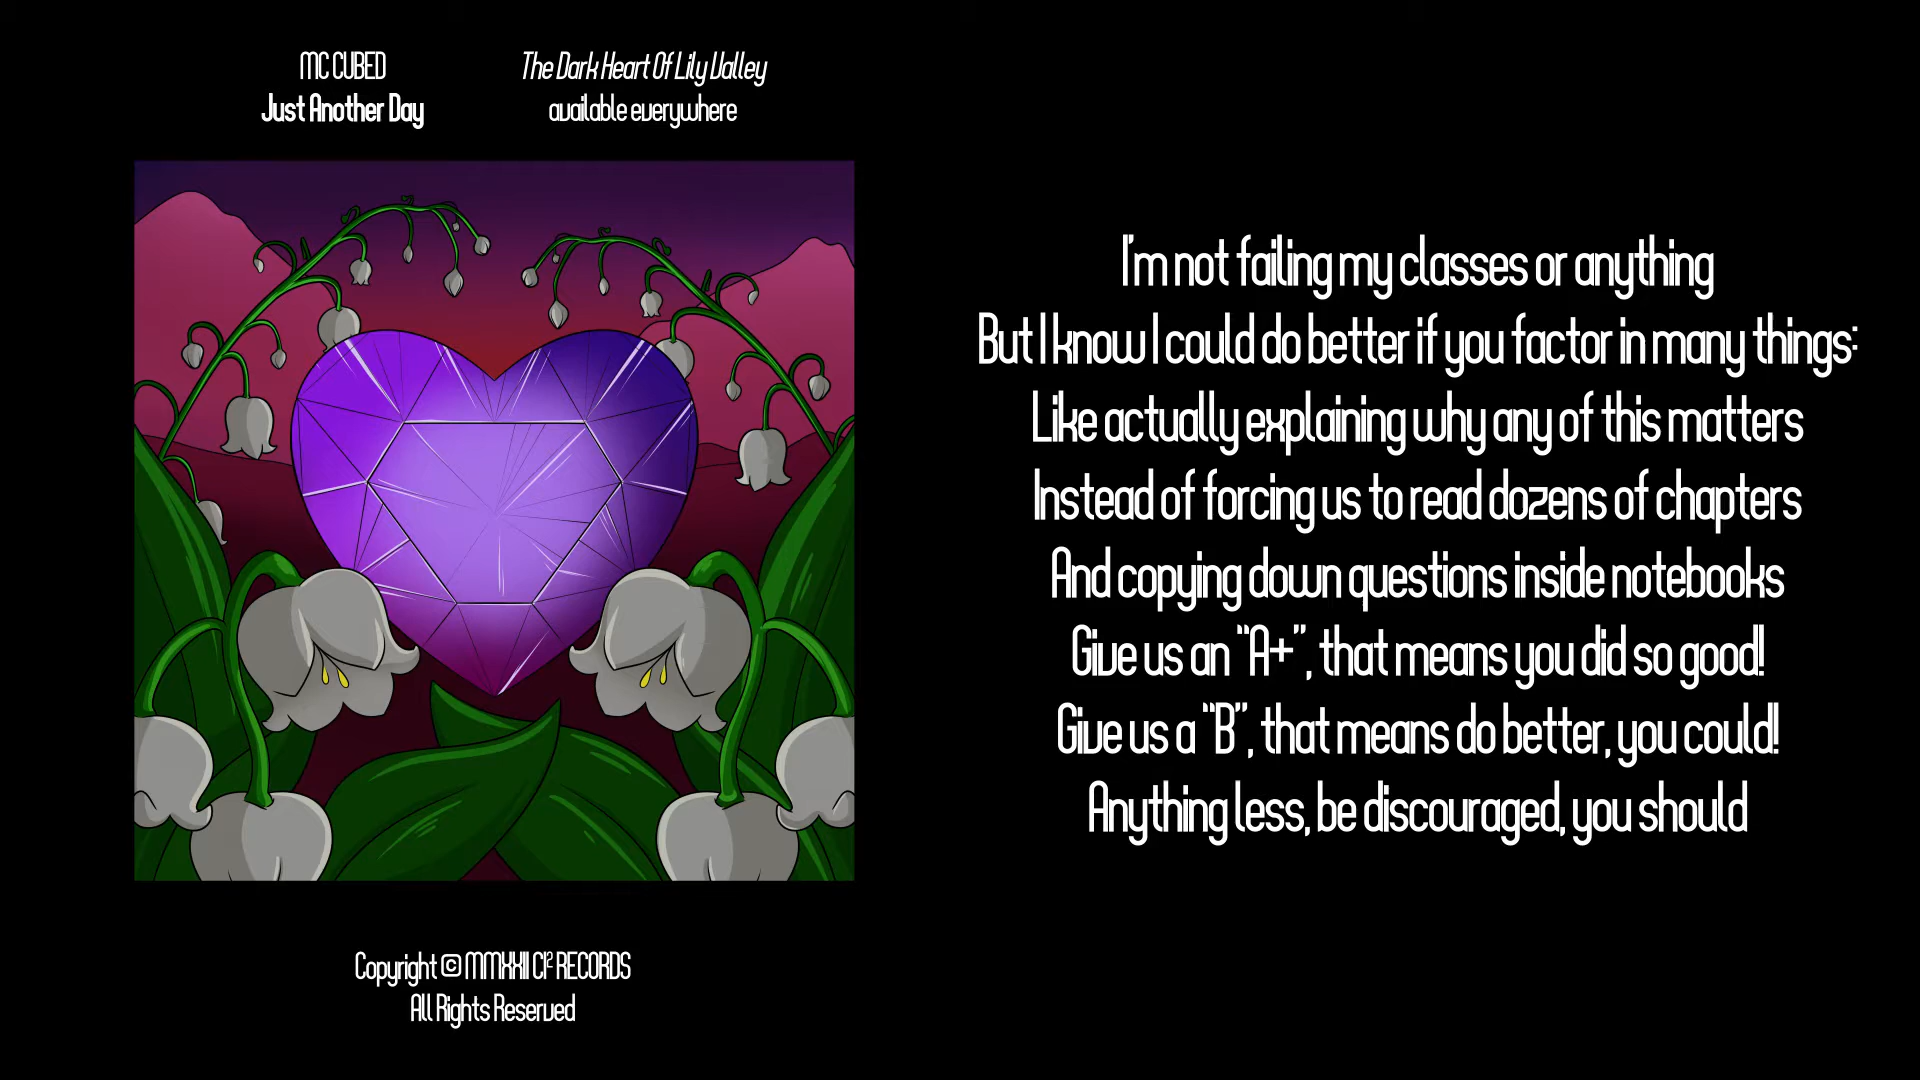 MC CUBED
Just Another Day
The Dark Heart Of Lily Valley
available everywhere
I'm not failing my classes or anything
But I know I could do better if you factor in many things:
Like actually explaining why any of this matters
Instead of forcing us to read dozens of chapters
And copying down questions inside notebooks
Give us an “A+”, that means you did so good!
Give us a “B”, that means do better, you could!
Anything less, be discouraged, you should
Copyright © MMXXII CI² RECORDS
All Rights Reserved